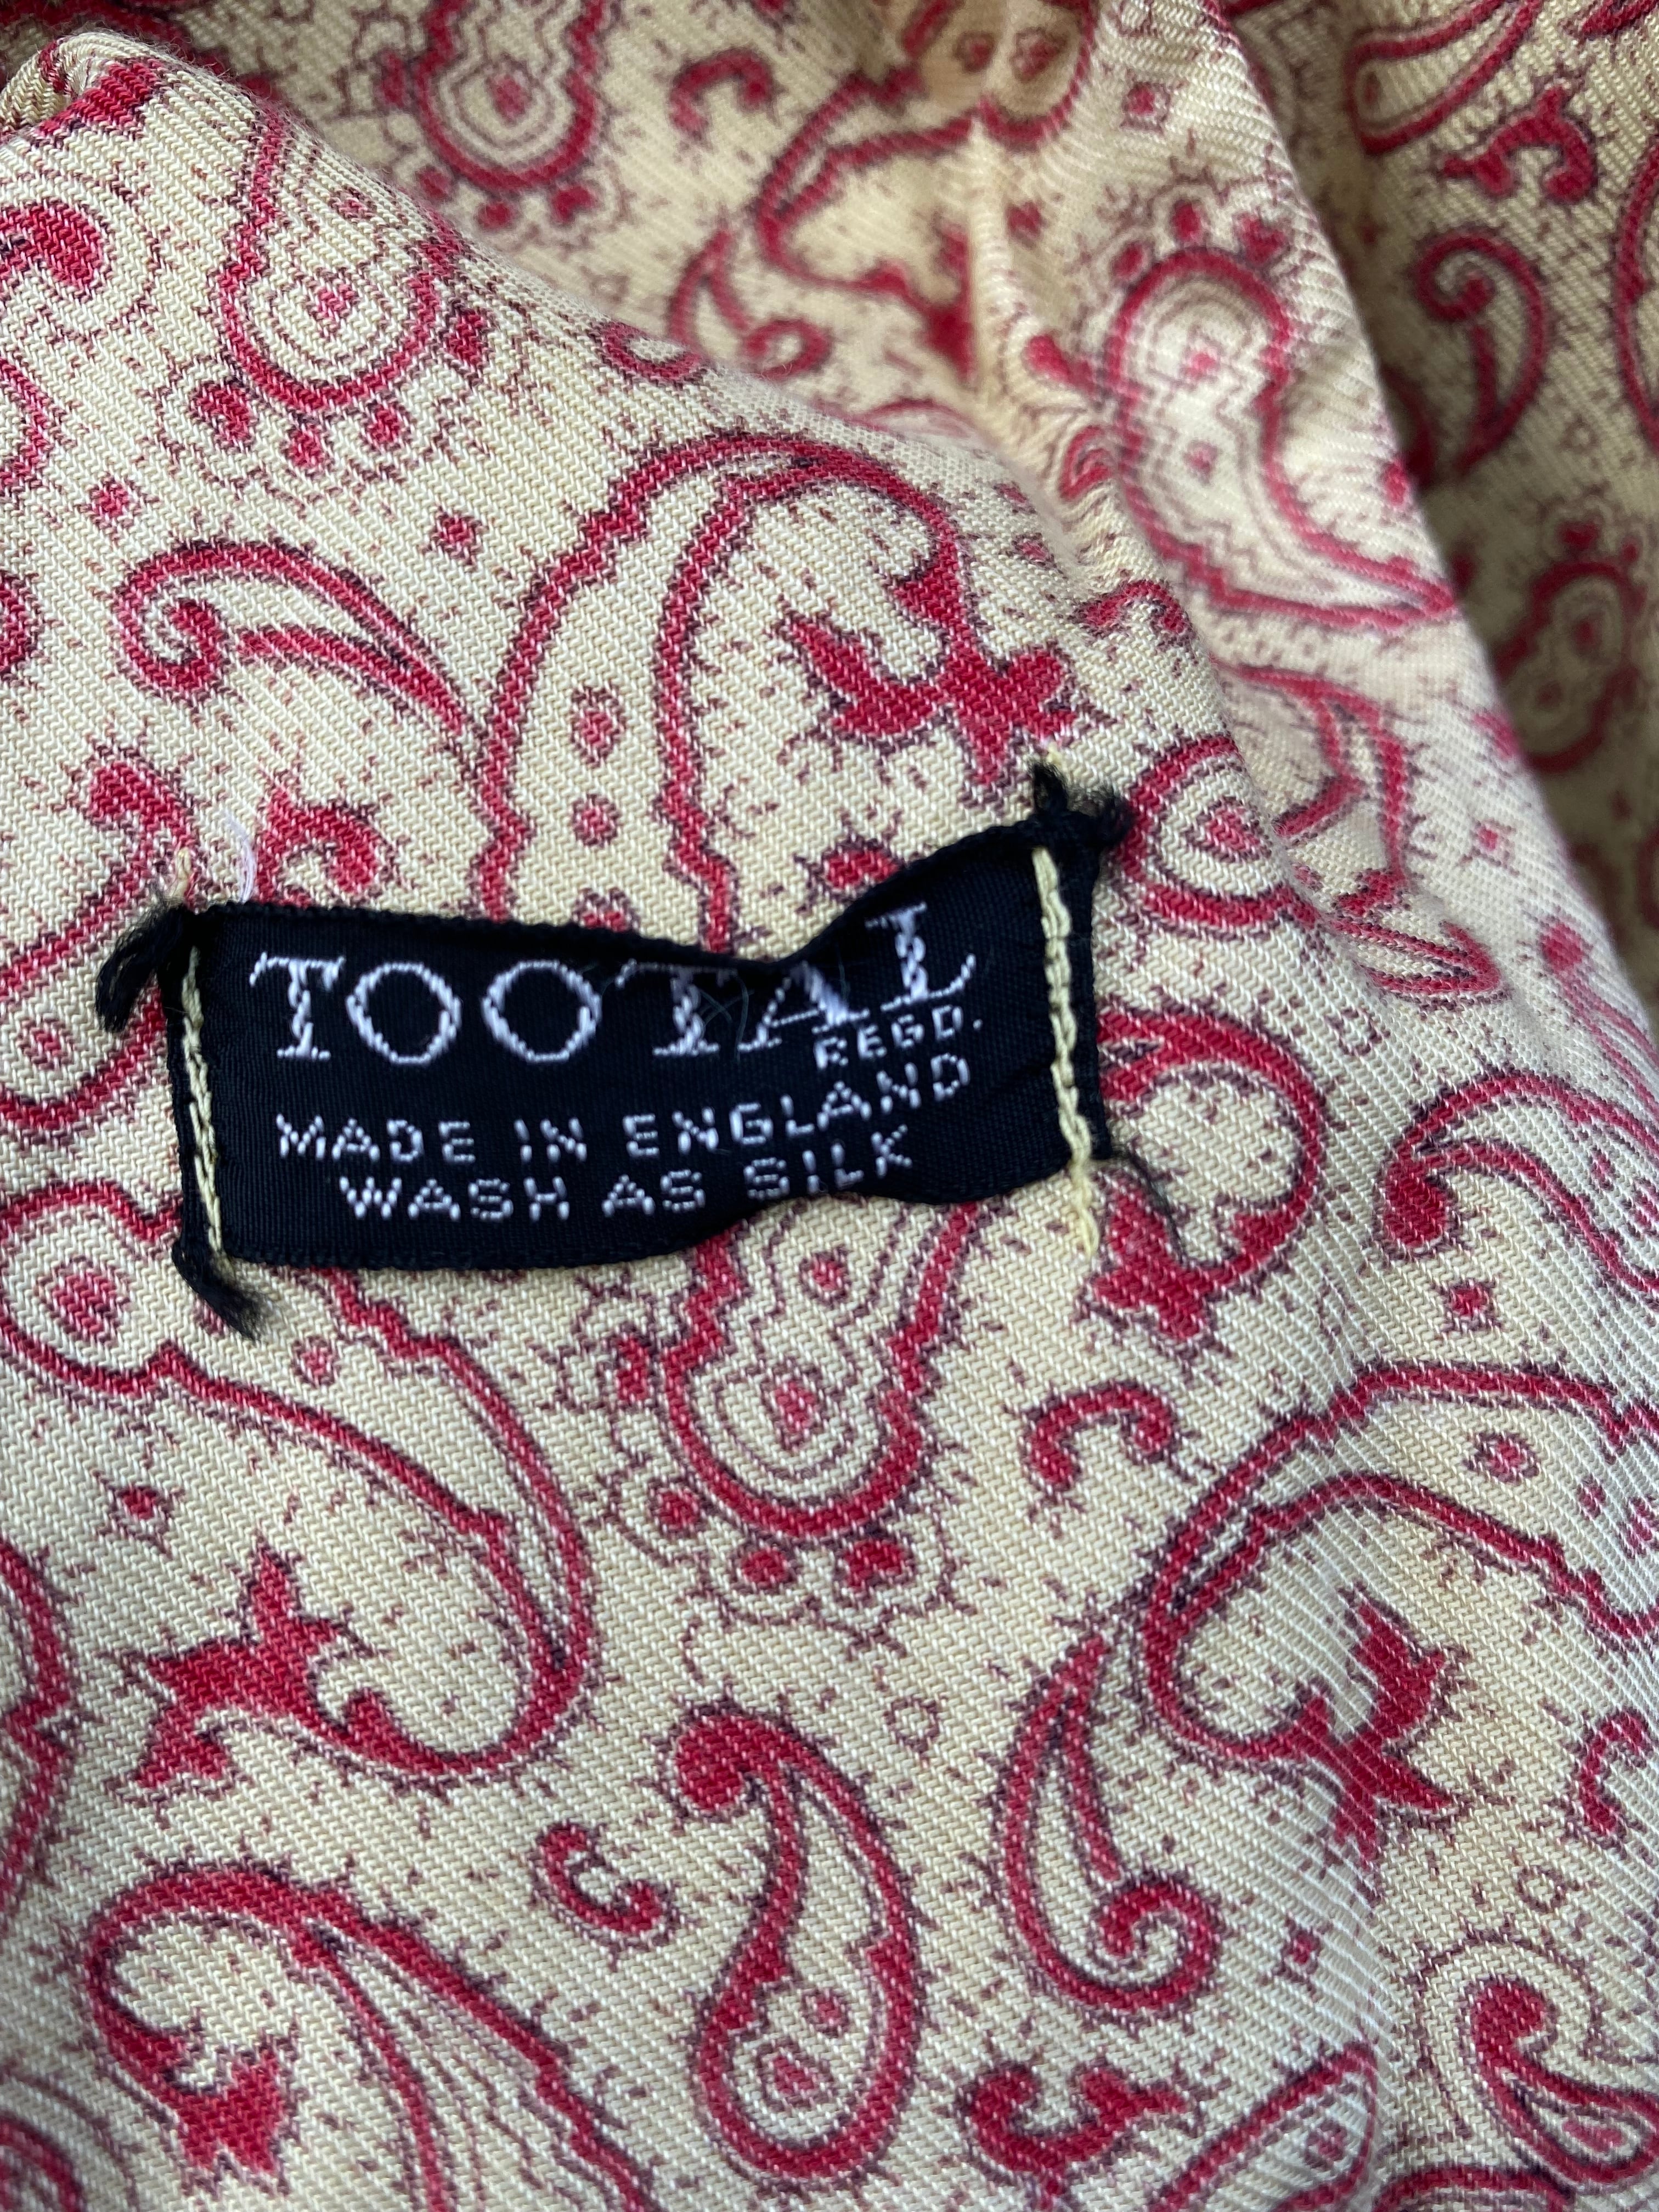 TOOTAL
REGD.
MADE IN ENGLAND
WASH AS SILK